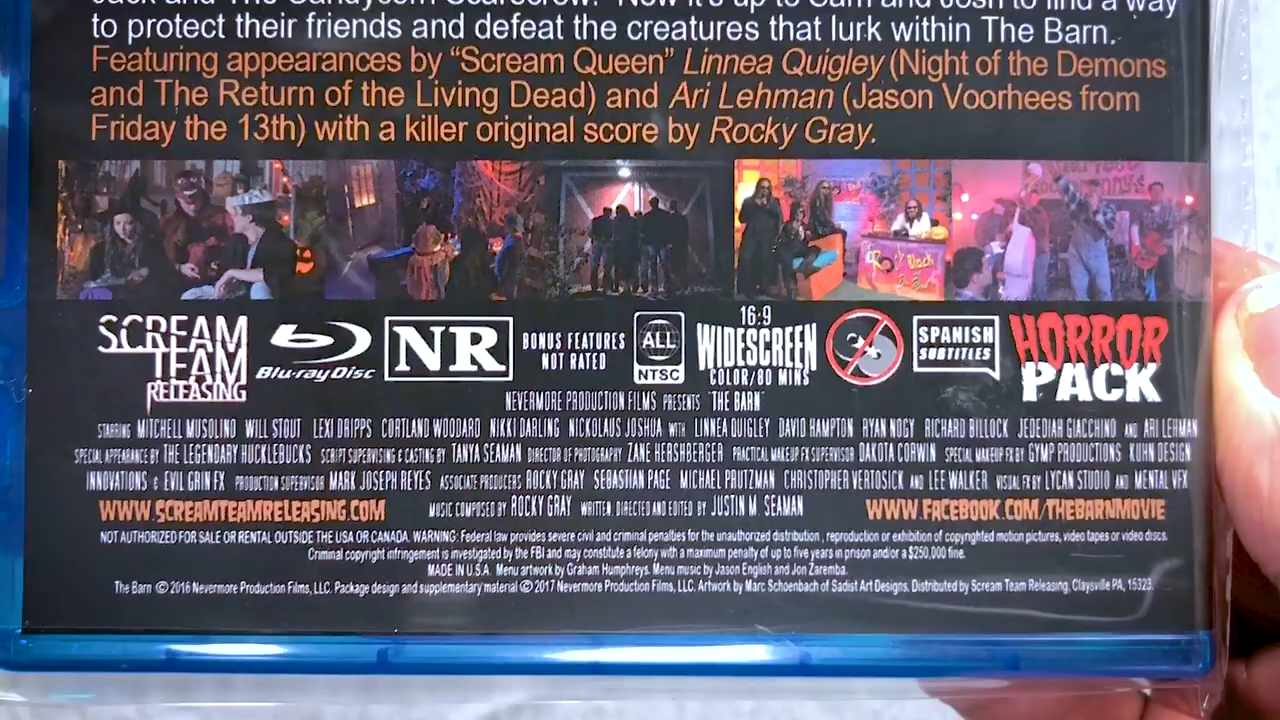 Jack and The Candycorn Scarecrow. Now it's up to Sam and Josh to find a way
to protect their friends and defeat the creatures that lurk within The Barn.
Featuring appearances by “Scream Queen” Linnea Quigley (Night of the Demons
and The Return of the Living Dead) and Ari Lehman (Jason Voorhees from
Friday the 13th) with a killer original score by Rocky Gray.
SCREAM
TEAM
RELEASING
Blu-ray Disc
NR
BONUS FEATURES
NOT RATED
ALL
NTSC
16:9
WIDESCREEN
COLOR/80 MINS
SPANISH
SUBTITLES
HORROR
PACK
NEVERMORE PRODUCTION FILMS PRESENTS "THE BARN"
STARRING MITCHELL MUSOLINO WILL STOUT LEXI DRIPPS CORTLAND WOODARD NIKKI DARLING NICKOLAUS JOSHUA WITH LINNEA QUIGLEY DAVID HAMPTON RYAN NOGY RICHARD BILLOCK JEDEDIAH GIACCHINO AND ARI LEHMAN
SPECIAL APPEARANCE BY THE LEGENDARY HUCKLEBUCKS SCRIPT SUPERVISING & CASTING BY TANYA SEAMAN DIRECTOR OF PHOTOGRAPHY ZANE HERSHBERGER PRACTICAL MAKEUP FX SUPERVISOR DAKOTA CORWIN SPECIAL MAKEUP FX BY GYMP PRODUCTIONS KUHN DESIGN
INNOVATIONS & EVIL GRIN FX PRODUCTION SUPERVISOR MARK JOSEPH REYES ASSOCIATE PRODUCERS ROCKY GRAY SEBASTIAN PAGE MICHAEL PRUTZMAN CHRISTOPHER VERTOSICK AND LEE WALKER VISUAL FX BY LYCAN STUDIO AND MENTAL VFX
WWW.SCREAMTEAMRELEASING.COM MUSIC COMPOSED BY ROCKY GRAY WRITTEN, DIRECTED AND EDITED BY JUSTIN M. SEAMAN WWW.FACEBOOK.COM/THEBARNMOVIE
NOT AUTHORIZED FOR SALE OR RENTAL OUTSIDE THE USA OR CANADA. WARNING: Federal law provides severe civil and criminal penalties for the unauthorized distribution, reproduction or exhibition of copyrighted motion pictures, video tapes or video discs.
Criminal copyright infringement is investigated by the FBI and may constitute a felony with a maximum penalty of up to five years in prison and/or a $250,000 fine.
MADE IN U.S.A. Menu artwork by Graham Humphreys. Menu music by Jason English and Jon Zaremba.
The Barn © 2016 Nevermore Production Films, LLC. Package design and supplementary material © 2017 Nevermore Production Films, LLC. Artwork by Marc Schoenbach of Sadist Art Designs. Distributed by Scream Team Releasing, Claysville PA, 15323.